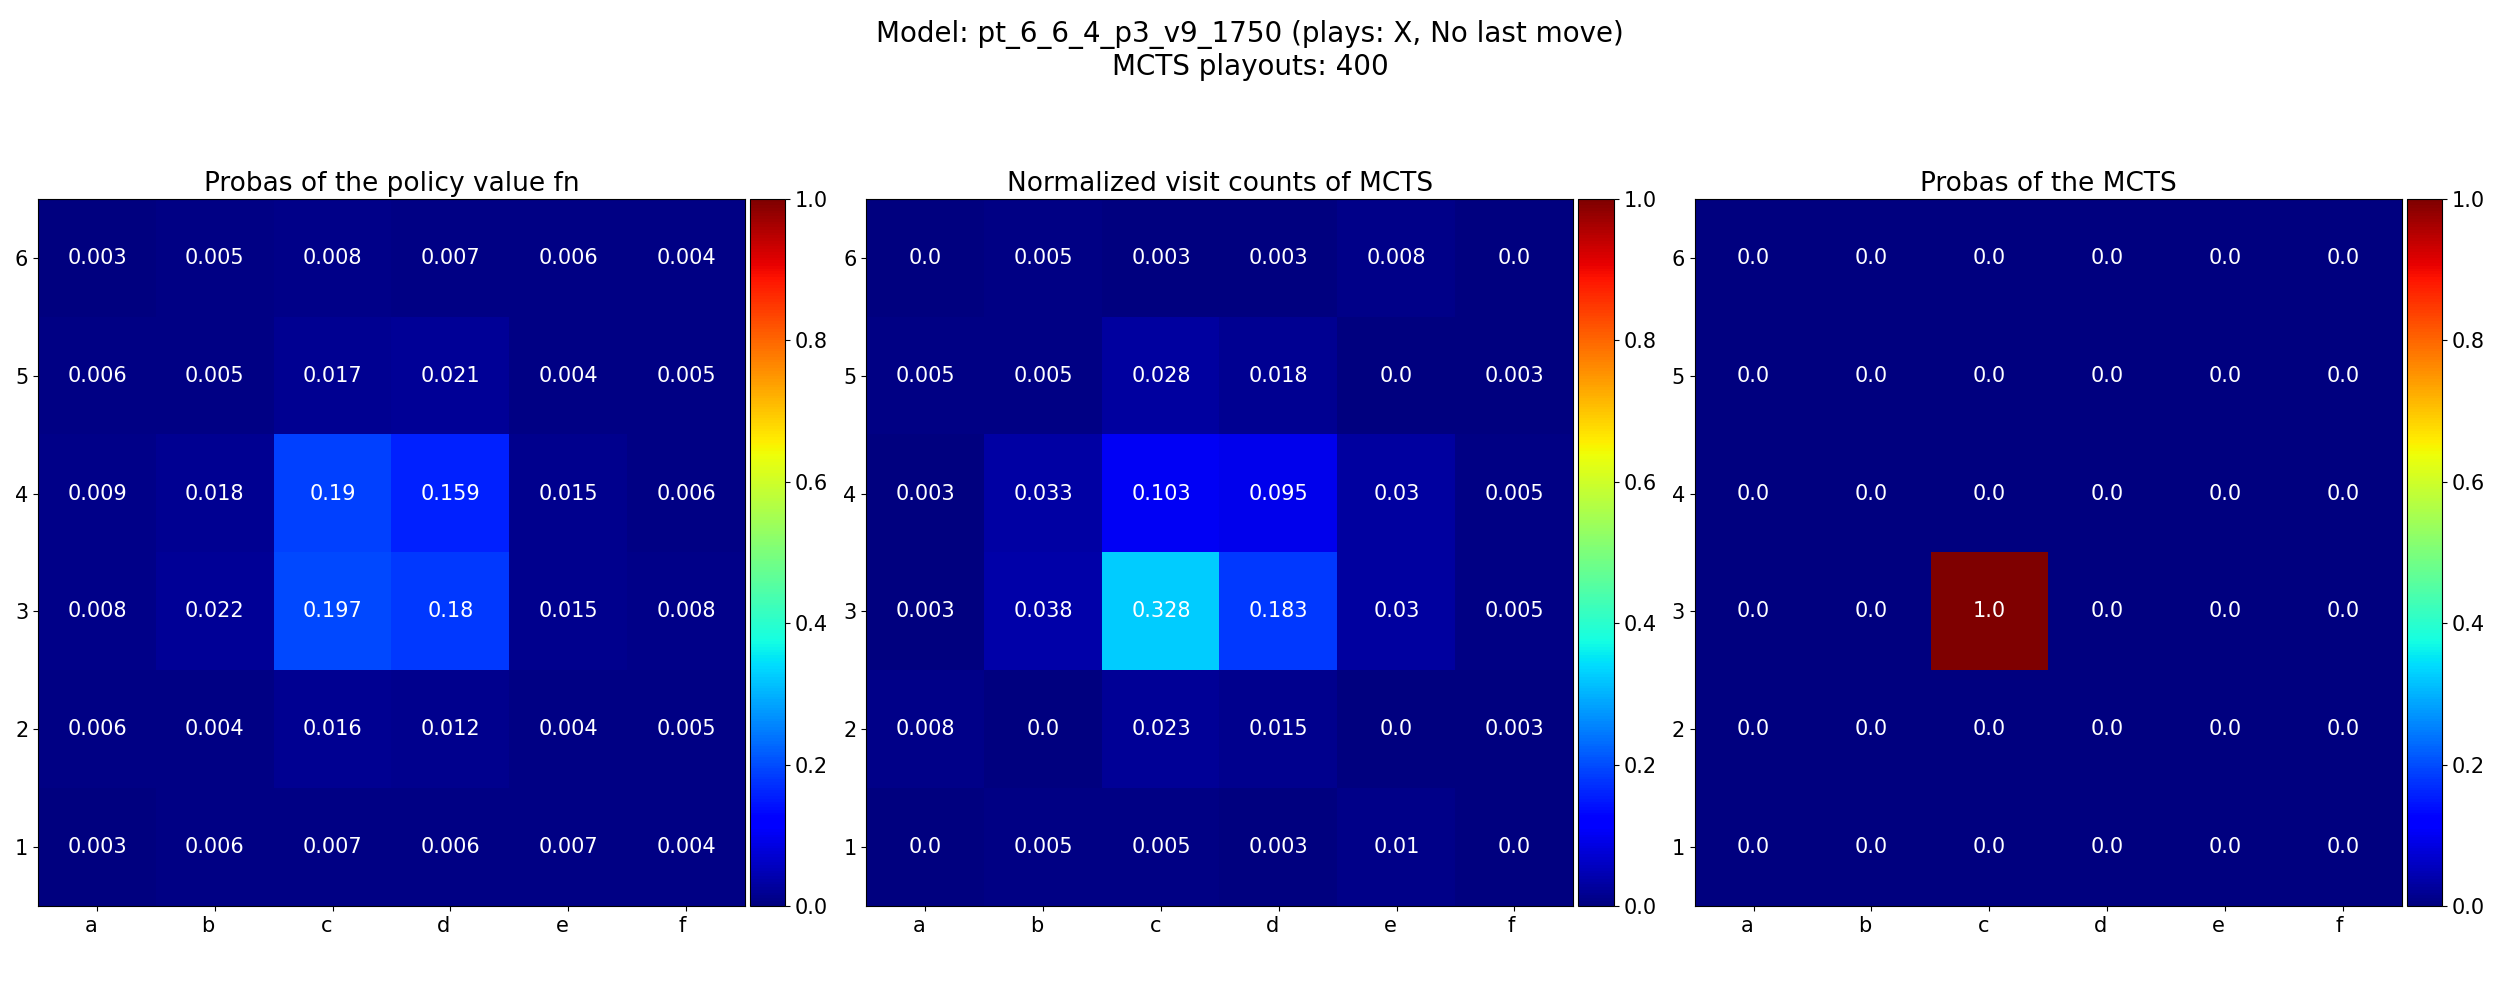 Model: pt_6_6_4_p3_v9_1750 (plays: X, No last move)
MCTS playouts: 400
Probas of the policy value fn
1.0
6 0.003 0.005 0.008 0.007 0.006 0.004
0.8
5 0.006 0.005 0.017 0.021 0.004 0.005
0.6
4 0.009 0.018 0.19 0.159 0.015 0.006
0.4
3 0.008 0.022 0.197 0.18 0.015 0.008
0.2
2 0.006 0.004 0.016 0.012 0.004 0.005
1 0.003 0.006 0.007 0.006 0.007 0.004
0.0
a b c d e f
Normalized visit counts of MCTS
1.0
6 0.0 0.005 0.003 0.003 0.008 0.0
0.8
5 0.005 0.005 0.028 0.018 0.0 0.003
0.6
4 0.003 0.033 0.103 0.095 0.03 0.005
0.4
3 0.003 0.038 0.328 0.183 0.03 0.005
0.2
2 0.008 0.0 0.023 0.015 0.0 0.003
1 0.0 0.005 0.005 0.003 0.01 0.0
0.0
a b c d e f
Probas of the MCTS
1.0
6 0.0 0.0 0.0 0.0 0.0 0.0
0.8
5 0.0 0.0 0.0 0.0 0.0 0.0
0.6
4 0.0 0.0 0.0 0.0 0.0 0.0
0.4
3 0.0 0.0 1.0 0.0 0.0 0.0
0.2
2 0.0 0.0 0.0 0.0 0.0 0.0
1 0.0 0.0 0.0 0.0 0.0 0.0
0.0
a b c d e f